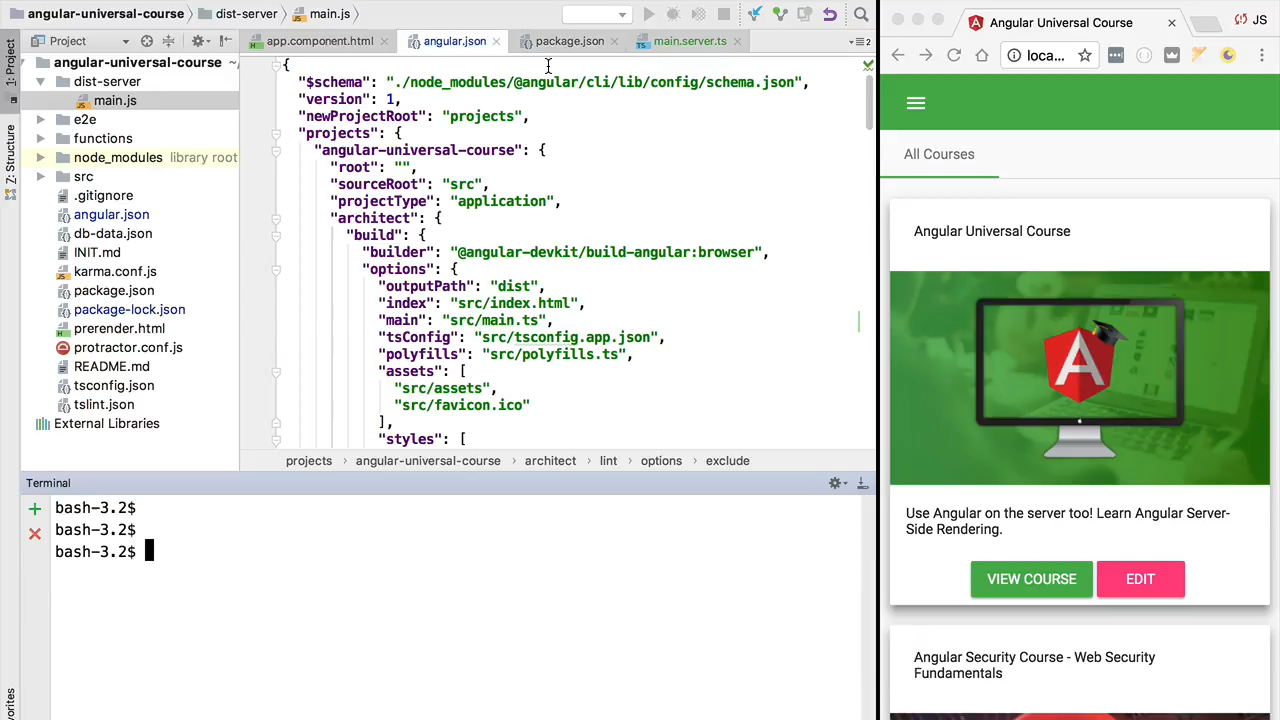 angular-universal-course
dist-server
main.js
1: Project
Z: Structure
Project
app.component.html
angular.json
package.json
main.server.ts
2
angular-universal-course ~
dist-server
main.js
e2e
functions
node_modules library root
src
.gitignore
angular.json
db-data.json
INIT.md
karma.conf.js
package.json
package-lock.json
prerender.html
protractor.conf.js
README.md
tsconfig.json
tslint.json
External Libraries
{
"$schema": "./node_modules/@angular/cli/lib/config/schema.json",
"version": 1,
"newProjectRoot": "projects",
"projects": {
"angular-universal-course": {
"root": "",
"sourceRoot": "src",
"projectType": "application",
"architect": {
"build": {
"builder": "@angular-devkit/build-angular:browser",
"options": {
"outputPath": "dist",
"index": "src/index.html",
"main": "src/main.ts",
"tsConfig": "src/tsconfig.app.json",
"polyfills": "src/polyfills.ts",
"assets": [
"src/assets",
"src/favicon.ico"
],
"styles": [
projects
angular-universal-course
architect
lint
options
exclude
Terminal
bash-3.2$
bash-3.2$
bash-3.2$
vorites
Angular Universal Course
JS
loca...
All Courses
Angular Universal Course
A
Use Angular on the server too! Learn Angular Server-
Side Rendering.
VIEW COURSE
EDIT
Angular Security Course - Web Security
Fundamentals